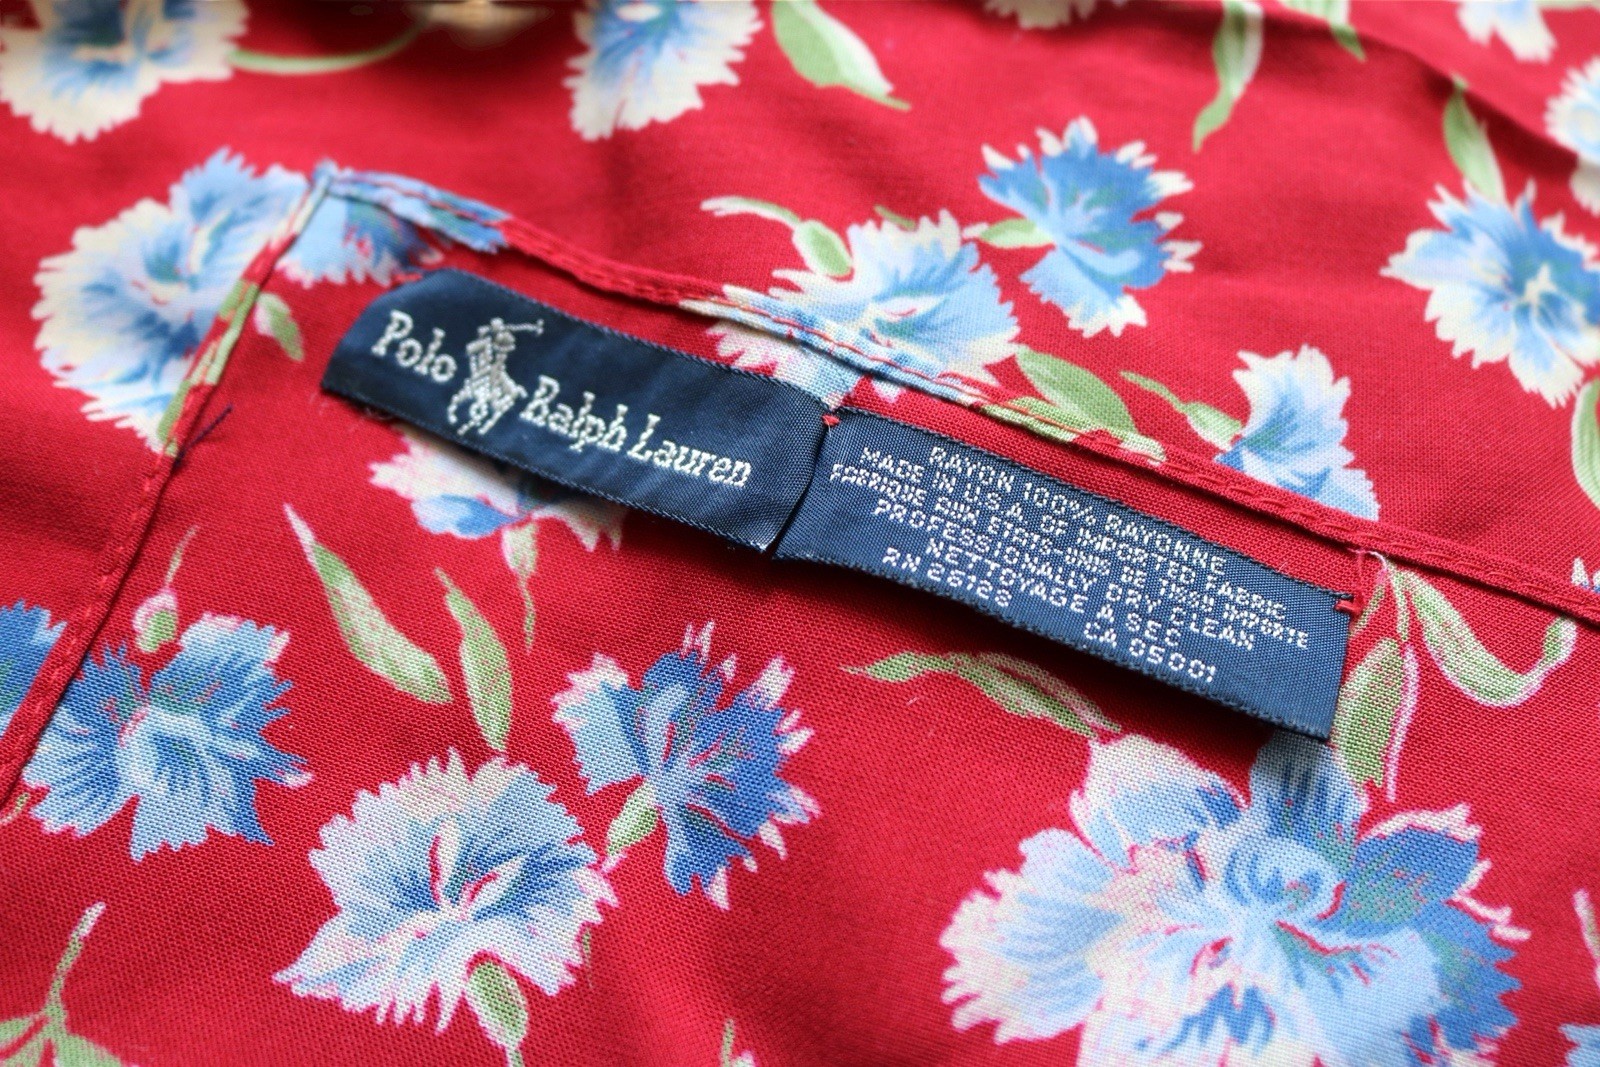 Polo Ralph Lauren
RAYON 100% RAYONNE
MADE IN U.S.A. OF IMPORTED FABRIC
FABRIQUE AUX ETATS-UNIS DE TISSU IMPORTE
PROFESSIONALLY DRY CLEAN
NETTOYAGE A SEC
RN 26128 CA 05001